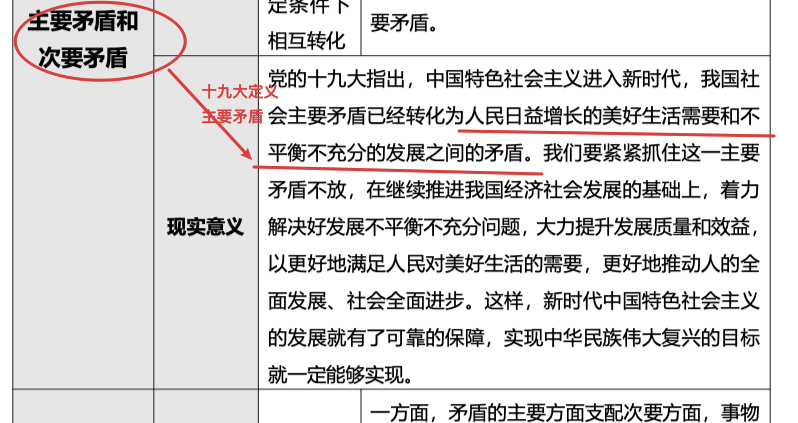 主要矛盾和
次要矛盾
定条件下
相互转化
要矛盾。
十九大定义
主要矛盾
现实意义
党的十九大指出，中国特色社会主义进入新时代，我国社
会主要矛盾已经转化为人民日益增长的美好生活需要和不
平衡不充分的发展之间的矛盾。我们要紧紧抓住这一主要
矛盾不放，在继续推进我国经济社会发展的基础上，着力
解决好发展不平衡不充分问题，大力提升发展质量和效益，
以更好地满足人民对美好生活的需要，更好地推动人的全
面发展、社会全面进步。这样，新时代中国特色社会主义
的发展就有了可靠的保障，实现中华民族伟大复兴的目标
就一定能够实现。
一方面，矛盾的主要方面支配次要方面，事物